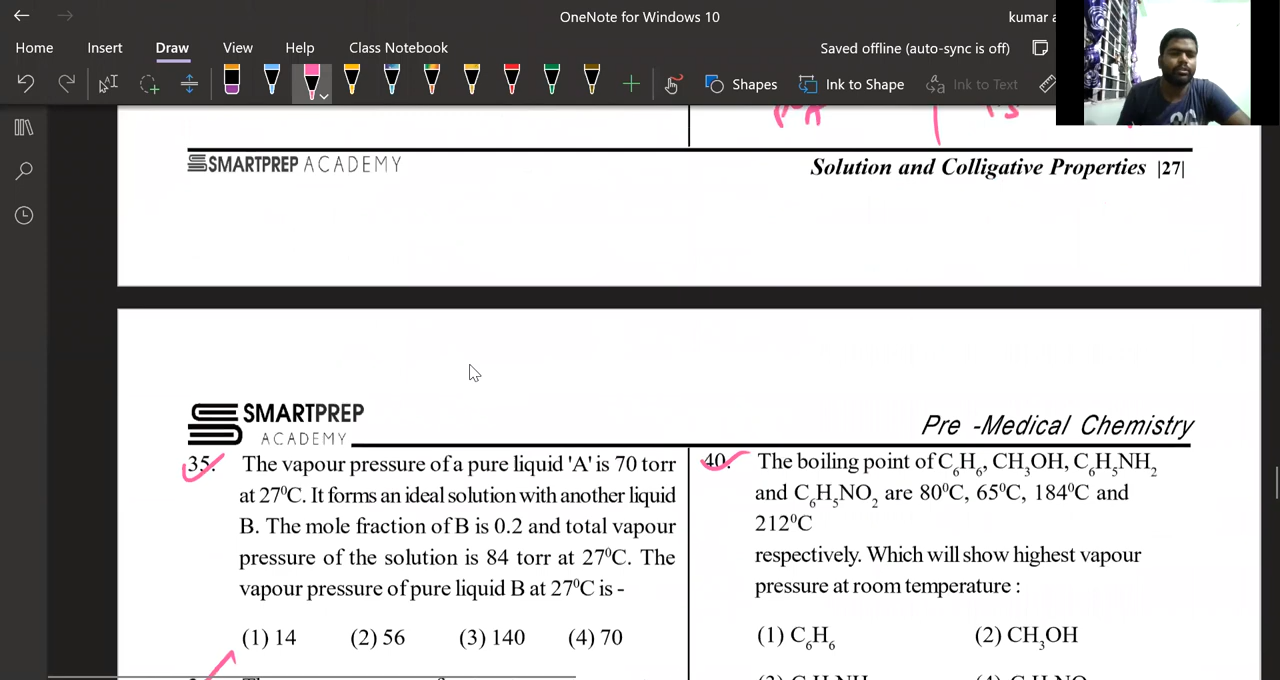 OneNote for Windows 10
kumar a
Home Insert Draw View Help Class Notebook
Saved offline (auto-sync is off)
Shapes Ink to Shape Ink to Text
SMARTPREP ACADEMY
Solution and Colligative Properties |27|
SMARTPREP
ACADEMY
Pre -Medical Chemistry
35. The vapour pressure of a pure liquid 'A' is 70 torr
at 27⁰C. It forms an ideal solution with another liquid
B. The mole fraction of B is 0.2 and total vapour
pressure of the solution is 84 torr at 27⁰C. The
vapour pressure of pure liquid B at 27⁰C is -
(1) 14 (2) 56 (3) 140 (4) 70
40. The boiling point of C₆H₆, CH₃OH, C₆H₅NH₂
and C₆H₅NO₂ are 80⁰C, 65⁰C, 184⁰C and
212⁰C
respectively. Which will show highest vapour
pressure at room temperature :
(1) C₆H₆ (2) CH₃OH